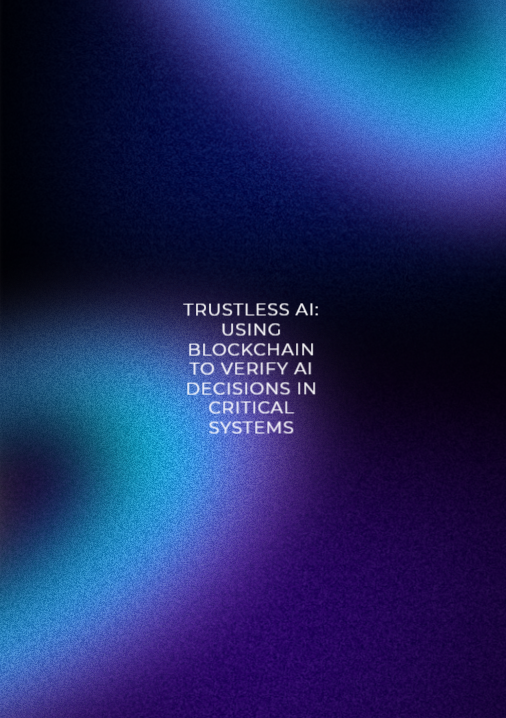 TRUSTLESS AI:
USING
BLOCKCHAIN
TO VERIFY AI
DECISIONS IN
CRITICAL
SYSTEMS